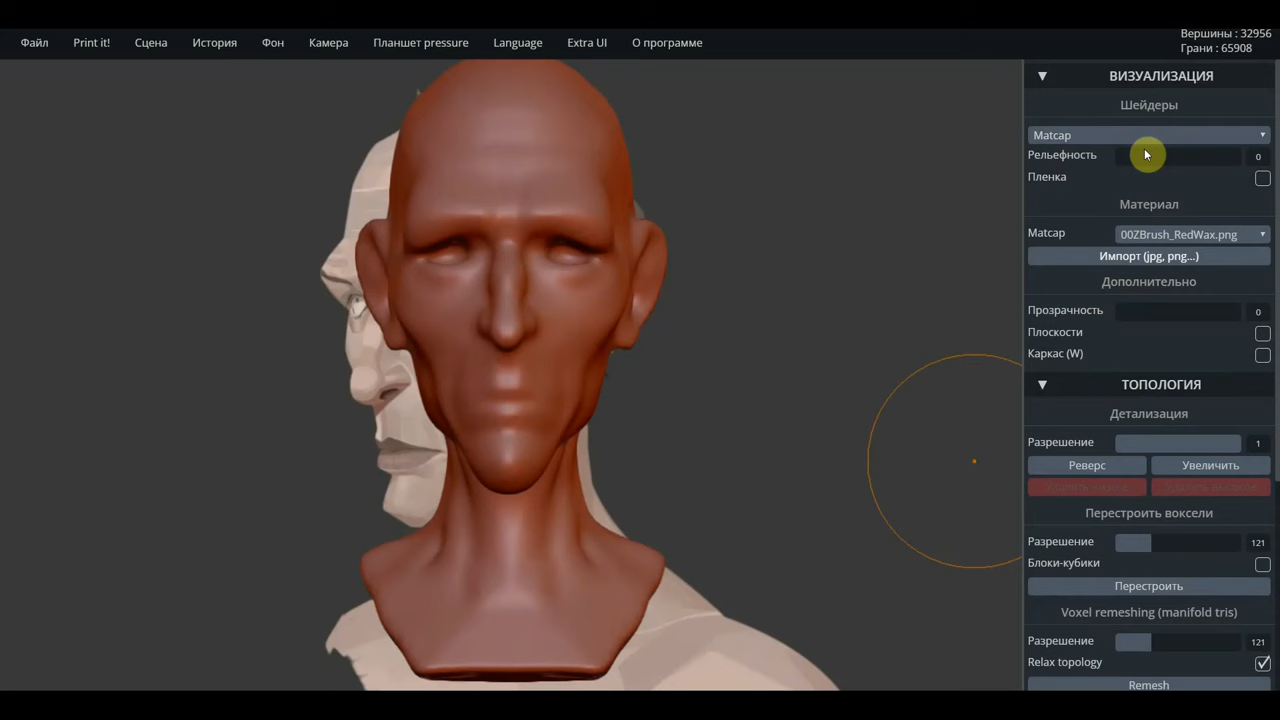 Файл Print it! Сцена История Фон Камера Планшет pressure Language Extra UI О программе
Вершины : 32956
Грани : 65908
▼ ВИЗУАЛИЗАЦИЯ
Шейдеры
Matcap
Рельефность 0
Пленка
Материал
Matcap 00ZBrush_RedWax.png
Импорт (jpg, png...)
Дополнительно
Прозрачность 0
Плоскости
Каркас (W)
▼ ТОПОЛОГИЯ
Детализация
Разрешение 1
Реверс Увеличить
Перестроить воксели
Разрешение 121
Блоки-кубики
Перестроить
Voxel remeshing (manifold tris)
Разрешение 121
Relax topology
Remesh